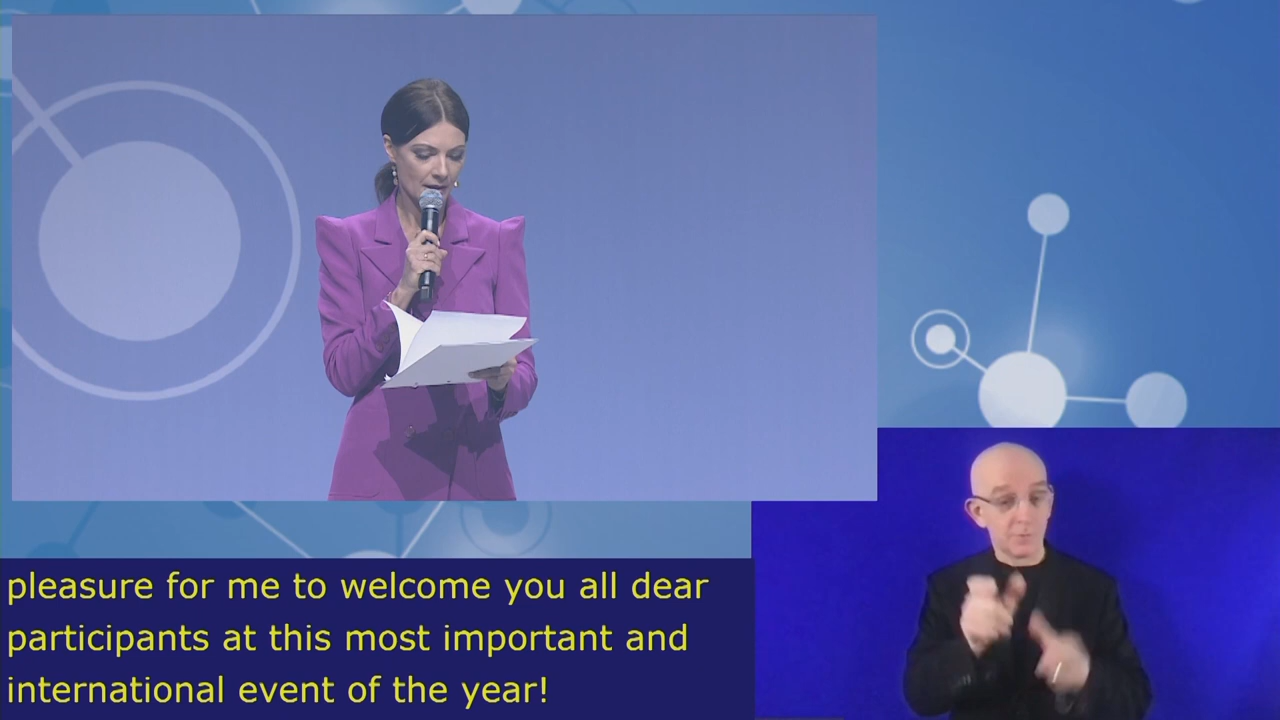 pleasure for me to welcome you all dear
participants at this most important and
international event of the year!